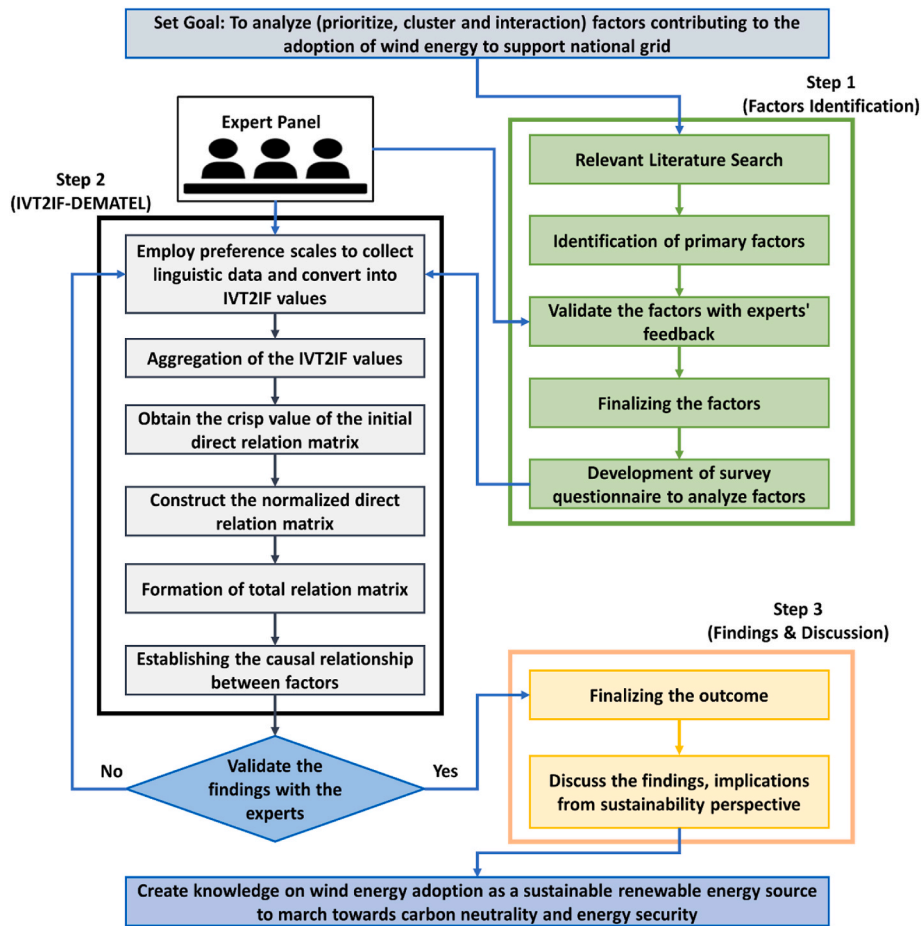 Set Goal: To analyze (prioritize, cluster and interaction) factors contributing to the
adoption of wind energy to support national grid
Step 1
(Factors Identification)
Relevant Literature Search
Identification of primary factors
Validate the factors with experts'
feedback
Finalizing the factors
Development of survey
questionnaire to analyze factors
Expert Panel
Step 2
(IVT2IF-DEMATEL)
Employ preference scales to collect
linguistic data and convert into
IVT2IF values
Aggregation of the IVT2IF values
Obtain the crisp value of the initial
direct relation matrix
Construct the normalized direct
relation matrix
Formation of total relation matrix
Establishing the causal relationship
between factors
No
Validate the
findings with the
experts
Yes
Step 3
(Findings & Discussion)
Finalizing the outcome
Discuss the findings, implications
from sustainability perspective
Create knowledge on wind energy adoption as a sustainable renewable energy source
to march towards carbon neutrality and energy security